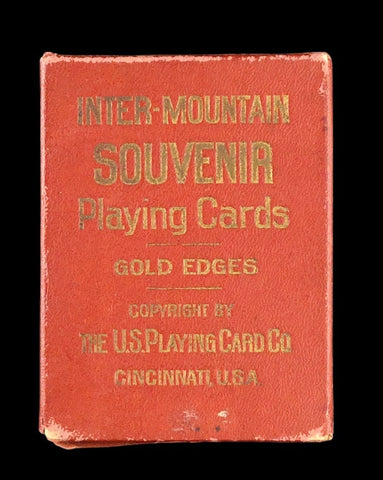 INTER-MOUNTAIN
SOUVENIR
Playing Cards
GOLD EDGES
COPYRIGHT BY
THE U.S. PLAYING CARD CO
CINCINNATI, U.S.A.